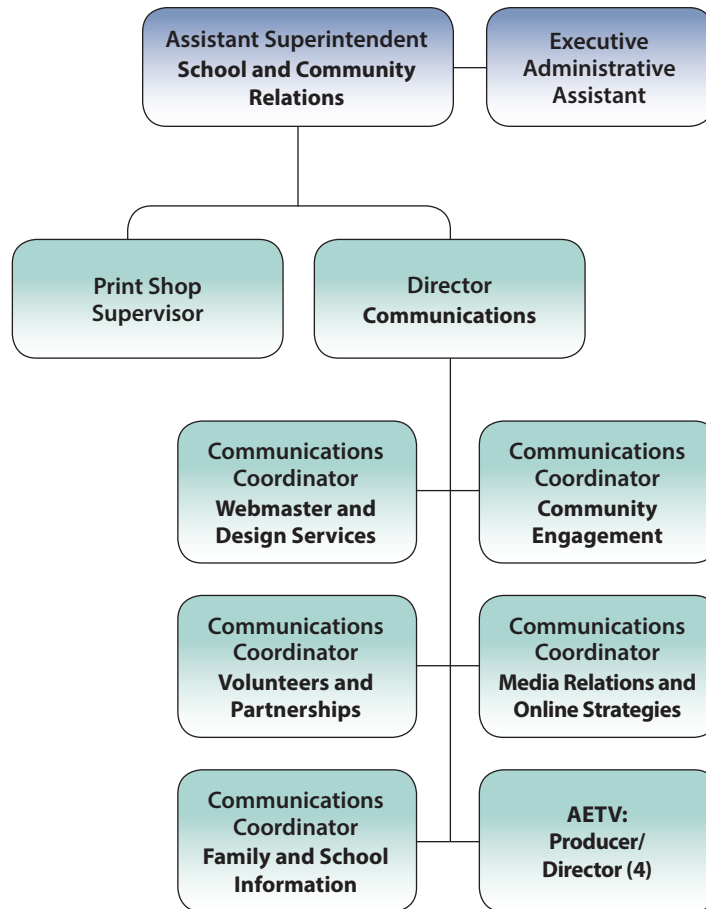 Assistant Superintendent
School and Community
Relations
Executive
Administrative
Assistant
Print Shop
Supervisor
Director
Communications
Communications
Coordinator
Webmaster and
Design Services
Communications
Coordinator
Community
Engagement
Communications
Coordinator
Volunteers and
Partnerships
Communications
Coordinator
Media Relations and
Online Strategies
Communications
Coordinator
Family and School
Information
AETV:
Producer/
Director (4)